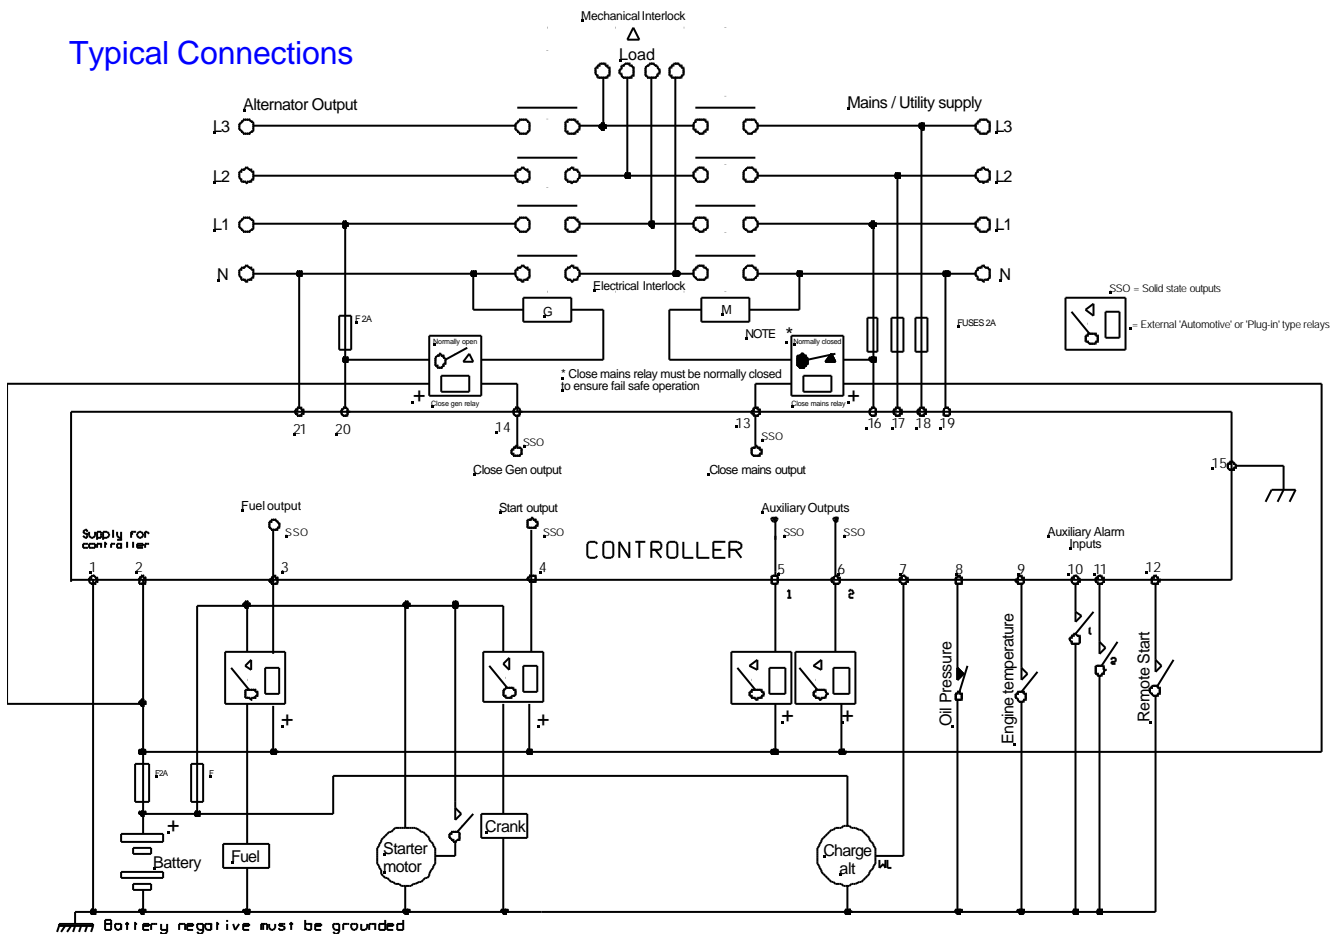 Mechanical Interlock
Typical Connections
Load
Alternator Output
Mains / Utility supply
L3
L3
L2
L2
L1
L1
N
N
Electrical Interlock
SSO = Solid state outputs
G
M
F 2A
NOTE *
FUSES 2A
= External 'Automotive' or 'Plug-in' type relays
Normally open
Normally closed
* Close mains relay must be normally closed
to ensure fail safe operation
+
Close gen relay
Close mains relay
+
21
20
14
13
16
17
18
19
SSO
SSO
Close Gen output
Close mains output
15
Fuel output
Start output
Auxiliary Outputs
SSO
SSO
SSO
SSO
Supply for
controller
CONTROLLER
Auxiliary Alarm
Inputs
1
2
3
4
5
6
7
8
9
10
11
12
1
2
1
2
Oil Pressure
Engine temperature
Remote Start
+
+
+
+
F2A
F
+
Battery
Fuel
Starter
motor
Crank
Charge
alt
WL
Battery negative must be grounded